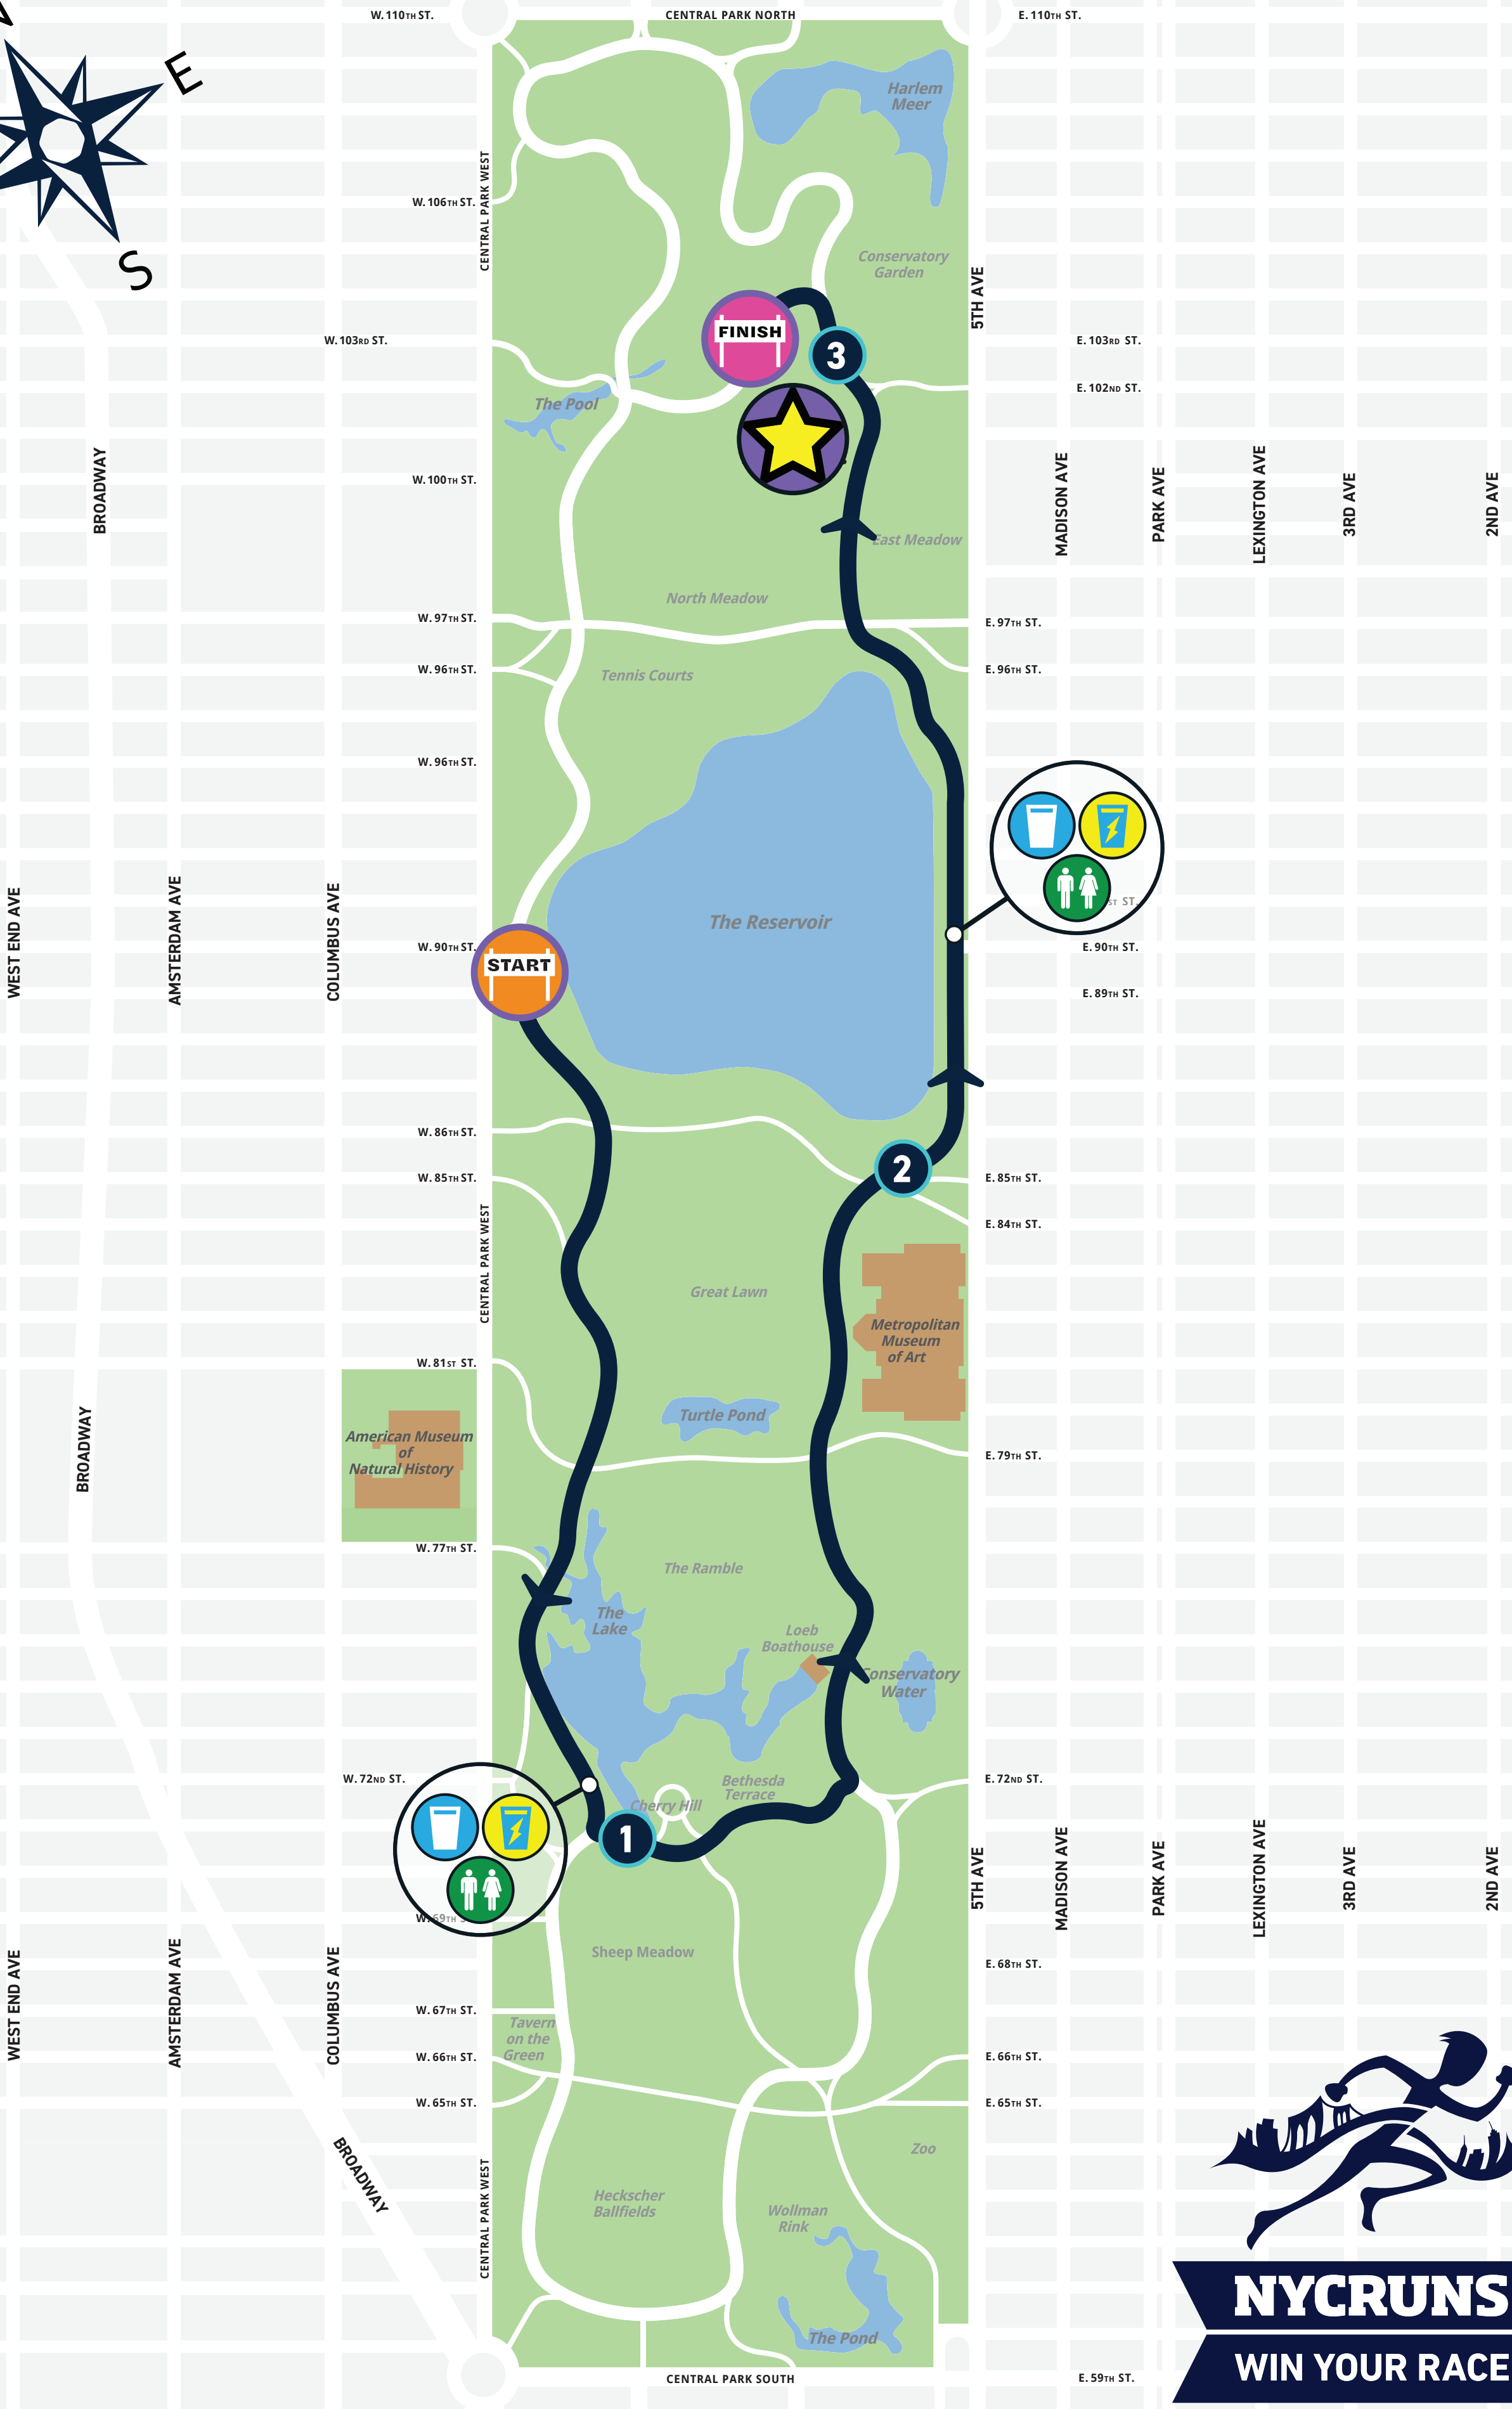 W. 110TH ST.
CENTRAL PARK NORTH
E. 110TH ST.
E
S
Harlem
Meer
CENTRAL PARK WEST
W. 106TH ST.
Conservatory
Garden
5TH AVE
FINISH
3
W. 103RD ST.
E. 103RD ST.
E. 102ND ST.
The Pool
BROADWAY
W. 100TH ST.
MADISON AVE
PARK AVE
LEXINGTON AVE
3RD AVE
2ND AVE
East Meadow
North Meadow
W. 97TH ST.
E. 97TH ST.
W. 96TH ST.
E. 96TH ST.
Tennis Courts
W. 96TH ST.
ST ST.
The Reservoir
WEST END AVE
AMSTERDAM AVE
COLUMBUS AVE
W. 90TH ST.
E. 90TH ST.
START
E. 89TH ST.
W. 86TH ST.
2
W. 85TH ST.
E. 85TH ST.
E. 84TH ST.
CENTRAL PARK WEST
Great Lawn
Metropolitan
Museum
of Art
W. 81ST ST.
Turtle Pond
American Museum
of
Natural History
BROADWAY
E. 79TH ST.
W. 77TH ST.
The Ramble
The
Lake
Loeb
Boathouse
Conservatory
Water
W. 72ND ST.
E. 72ND ST.
Bethesda
Terrace
Cherry Hill
1
5TH AVE
MADISON AVE
PARK AVE
LEXINGTON AVE
3RD AVE
2ND AVE
W. 69TH S
Sheep Meadow
E. 68TH ST.
WEST END AVE
AMSTERDAM AVE
COLUMBUS AVE
W. 67TH ST.
Tavern
on the
Green
W. 66TH ST.
E. 66TH ST.
W. 65TH ST.
E. 65TH ST.
BROADWAY
Zoo
CENTRAL PARK WEST
Heckscher
Ballfields
Wollman
Rink
The Pond
NYCRUNS
WIN YOUR RACE
CENTRAL PARK SOUTH
E. 59TH ST.